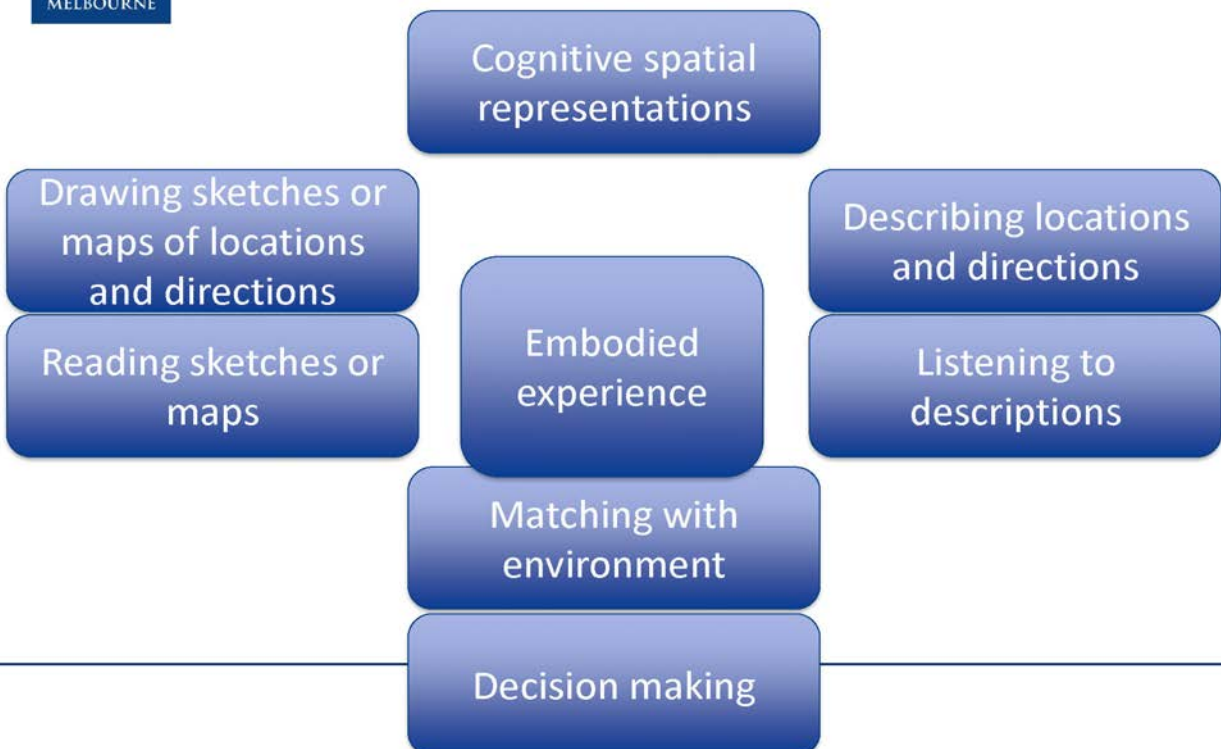 MELBOURNE
Cognitive spatial
representations
Drawing sketches or
maps of locations
and directions
Reading sketches or
maps
Embodied
experience
Describing locations
and directions
Listening to
descriptions
Matching with
environment
Decision making